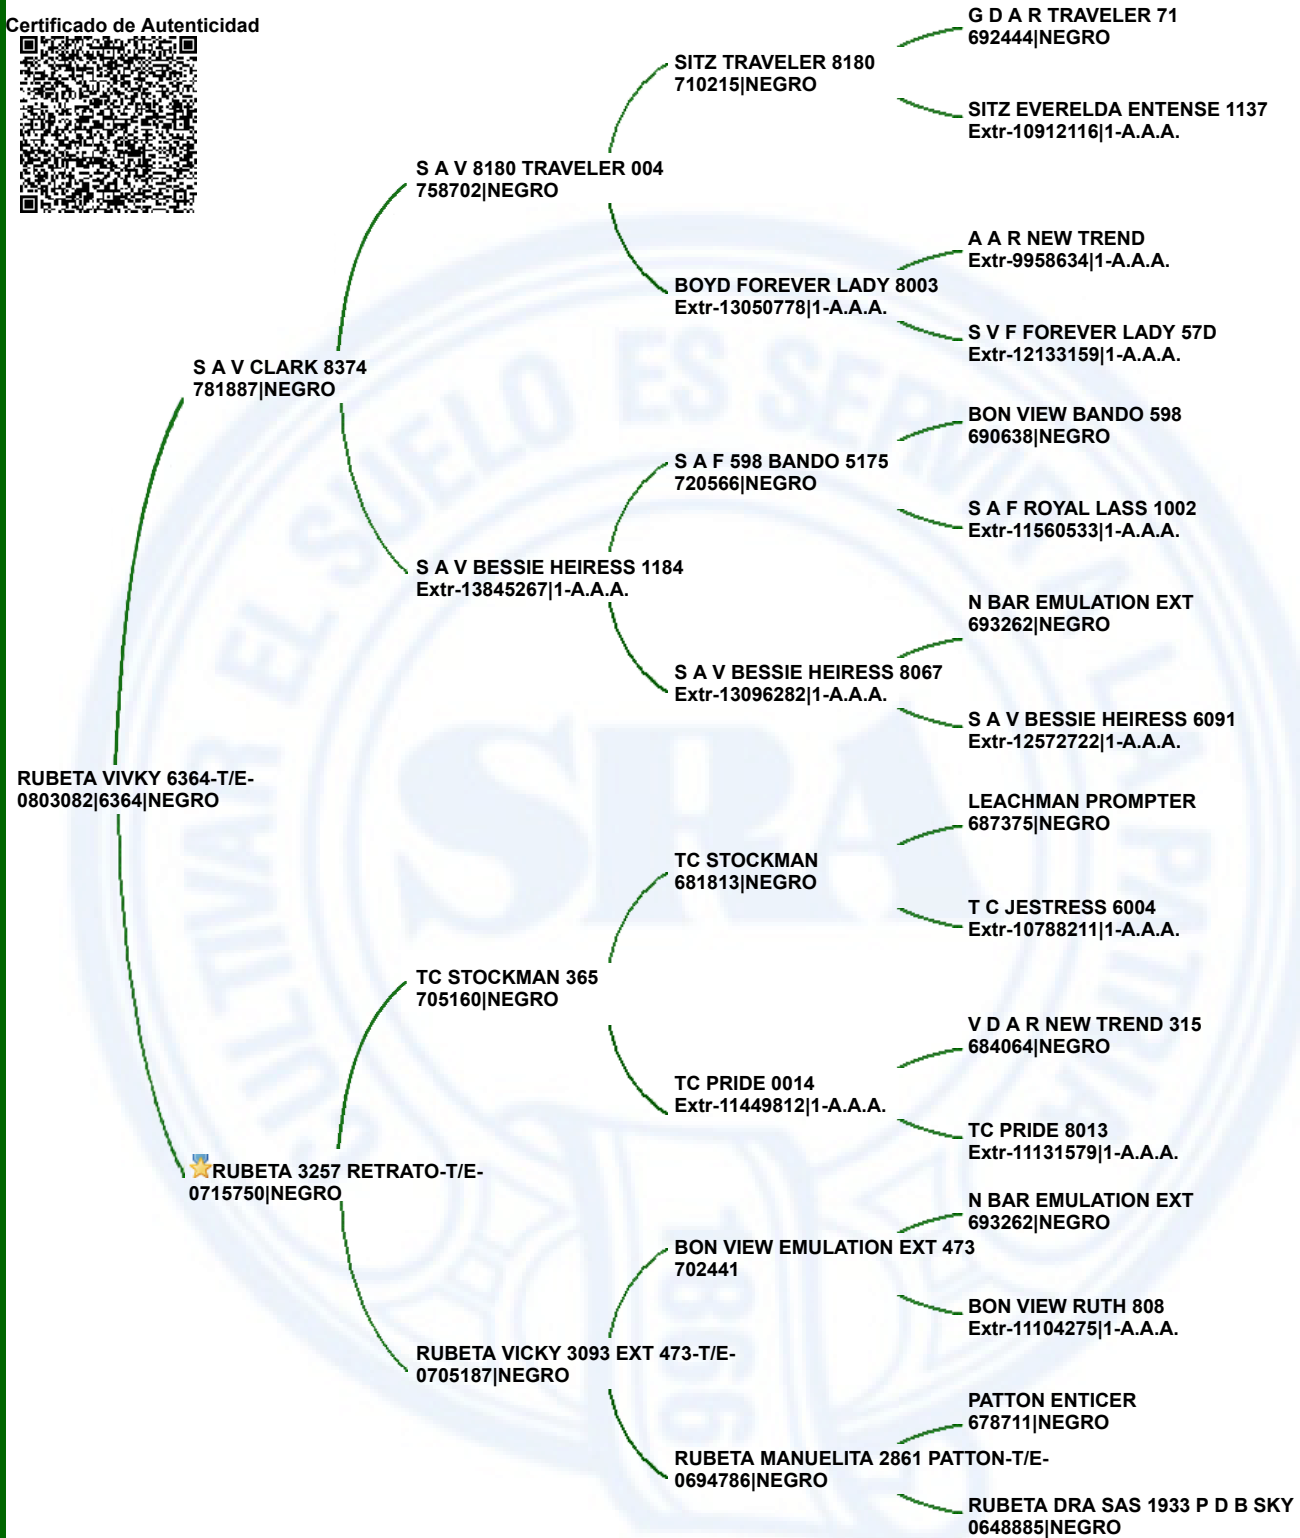 Certificado de Autenticidad
G D A R TRAVELER 71
692444|NEGRO
SITZ TRAVELER 8180
710215|NEGRO
SITZ EVERELDA ENTENSE 1137
Extr-10912116|1-A.A.A.
S A V 8180 TRAVELER 004
758702|NEGRO
A A R NEW TREND
Extr-9958634|1-A.A.A.
BOYD FOREVER LADY 8003
Extr-13050778|1-A.A.A.
S V F FOREVER LADY 57D
Extr-12133159|1-A.A.A.
S A V CLARK 8374
781887|NEGRO
BON VIEW BANDO 598
690638|NEGRO
S A F 598 BANDO 5175
720566|NEGRO
S A F ROYAL LASS 1002
Extr-11560533|1-A.A.A.
S A V BESSIE HEIRESS 1184
Extr-13845267|1-A.A.A.
N BAR EMULATION EXT
693262|NEGRO
S A V BESSIE HEIRESS 8067
Extr-13096282|1-A.A.A.
S A V BESSIE HEIRESS 6091
Extr-12572722|1-A.A.A.
RUBETA VIVKY 6364-T/E-
0803082|6364|NEGRO
LEACHMAN PROMPTER
687375|NEGRO
TC STOCKMAN
681813|NEGRO
T C JESTRESS 6004
Extr-10788211|1-A.A.A.
TC STOCKMAN 365
705160|NEGRO
V D A R NEW TREND 315
684064|NEGRO
TC PRIDE 0014
Extr-11449812|1-A.A.A.
TC PRIDE 8013
Extr-11131579|1-A.A.A.
RUBETA 3257 RETRATO-T/E-
0715750|NEGRO
N BAR EMULATION EXT
693262|NEGRO
BON VIEW EMULATION EXT 473
702441
BON VIEW RUTH 808
Extr-11104275|1-A.A.A.
RUBETA VICKY 3093 EXT 473-T/E-
0705187|NEGRO
PATTON ENTICER
678711|NEGRO
RUBETA MANUELITA 2861 PATTON-T/E-
0694786|NEGRO
RUBETA DRA SAS 1933 P D B SKY
0648885|NEGRO
CULTIVAR EL SUELO ES SERVIR A LA PATRIA
SRA
1866